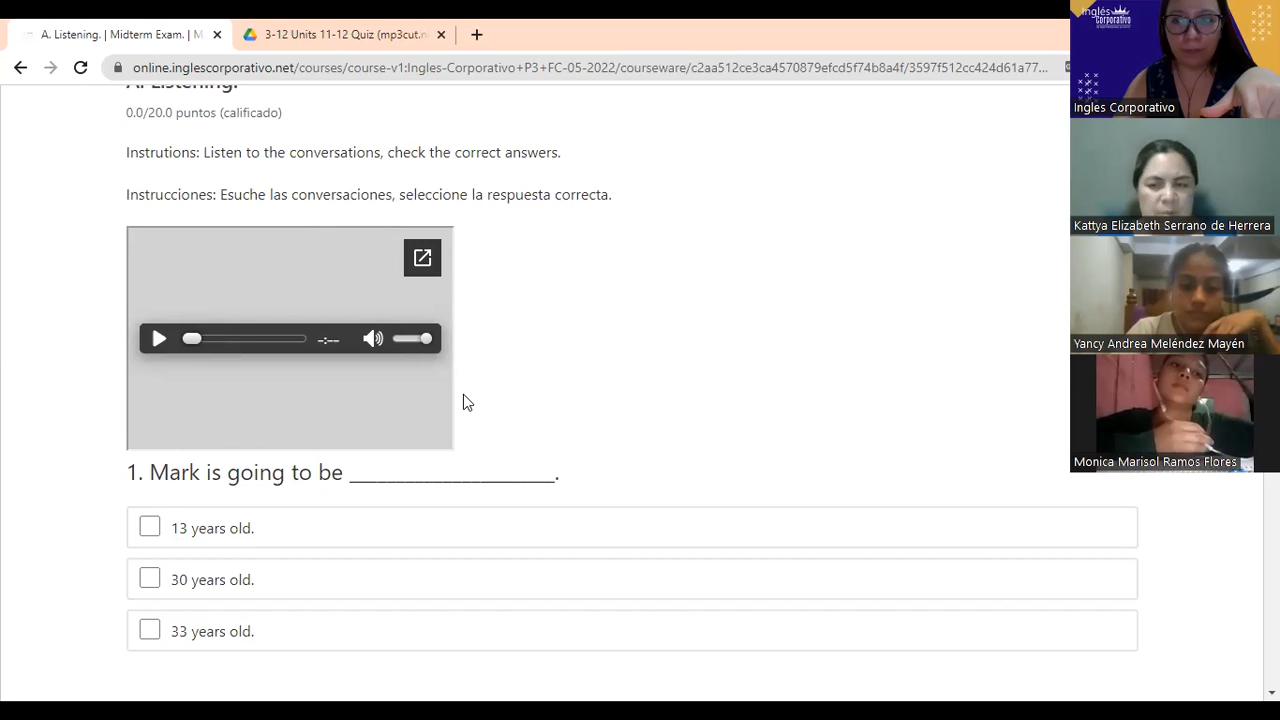 A. Listening. | Midterm Exam. | M
3-12 Units 11-12 Quiz (mp3cut.n
online.inglescorporativo.net/courses/course-v1:Ingles-Corporativo+P3+FC-05-2022/courseware/c2aa512ce3ca4570879efcd5f74b8a4f/3597f512cc424d61a77...
A. Listening.
0.0/20.0 puntos (calificado)
Instrutions: Listen to the conversations, check the correct answers.
Instrucciones: Esuche las conversaciones, seleccione la respuesta correcta.
-:--
1. Mark is going to be _________________.
13 years old.
30 years old.
33 years old.
Inglés
Corporativo
Ingles Corporativo
Kattya Elizabeth Serrano de Herrera
Yancy Andrea Meléndez Mayén
Monica Marisol Ramos Flores